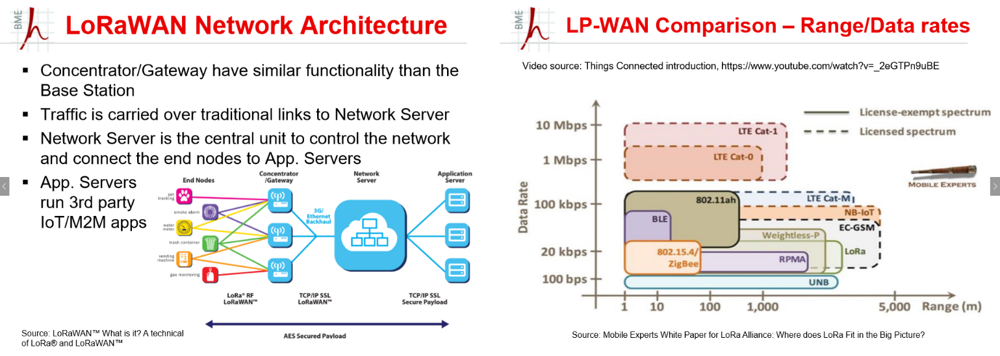 BME
LoRaWAN Network Architecture
Concentrator/Gateway have similar functionality than the
Base Station
Traffic is carried over traditional links to Network Server
Network Server is the central unit to control the network
and connect the end nodes to App. Servers
App. Servers
run 3rd party
IoT/M2M apps
End Nodes
Concentrator
/Gateway
Network
Server
Application
Server
pet
tracking
smoke alarm
water
meter
trash container
vending
machine
gas monitoring
3G/
Ethernet
Backhaul
LoRa® RF
LoRaWAN™
TCP/IP SSL
LoRaWAN™
TCP/IP SSL
Secure Payload
AES Secured Payload
Source: LoRaWAN™ What is it? A technical
of LoRa® and LoRaWAN™
BME
LP-WAN Comparison – Range/Data rates
Video source: Things Connected introduction, https://www.youtube.com/watch?v=_2eGTPn9uBE
License-exempt spectrum
Licensed spectrum
MOBILE EXPERTS
Data Rate
10 Mbps
1 Mbps
100 kbps
20 kbps
100 bps
LTE Cat-1
LTE Cat-0
802.11ah
LTE Cat-M
NB-IoT
BLE
EC-GSM
Weightless-P
802.15.4/
ZigBee
RPMA
LoRa
UNB
1
10
100
1,000
5,000
Range (m)
Source: Mobile Experts White Paper for LoRa Alliance: Where does LoRa Fit in the Big Picture?